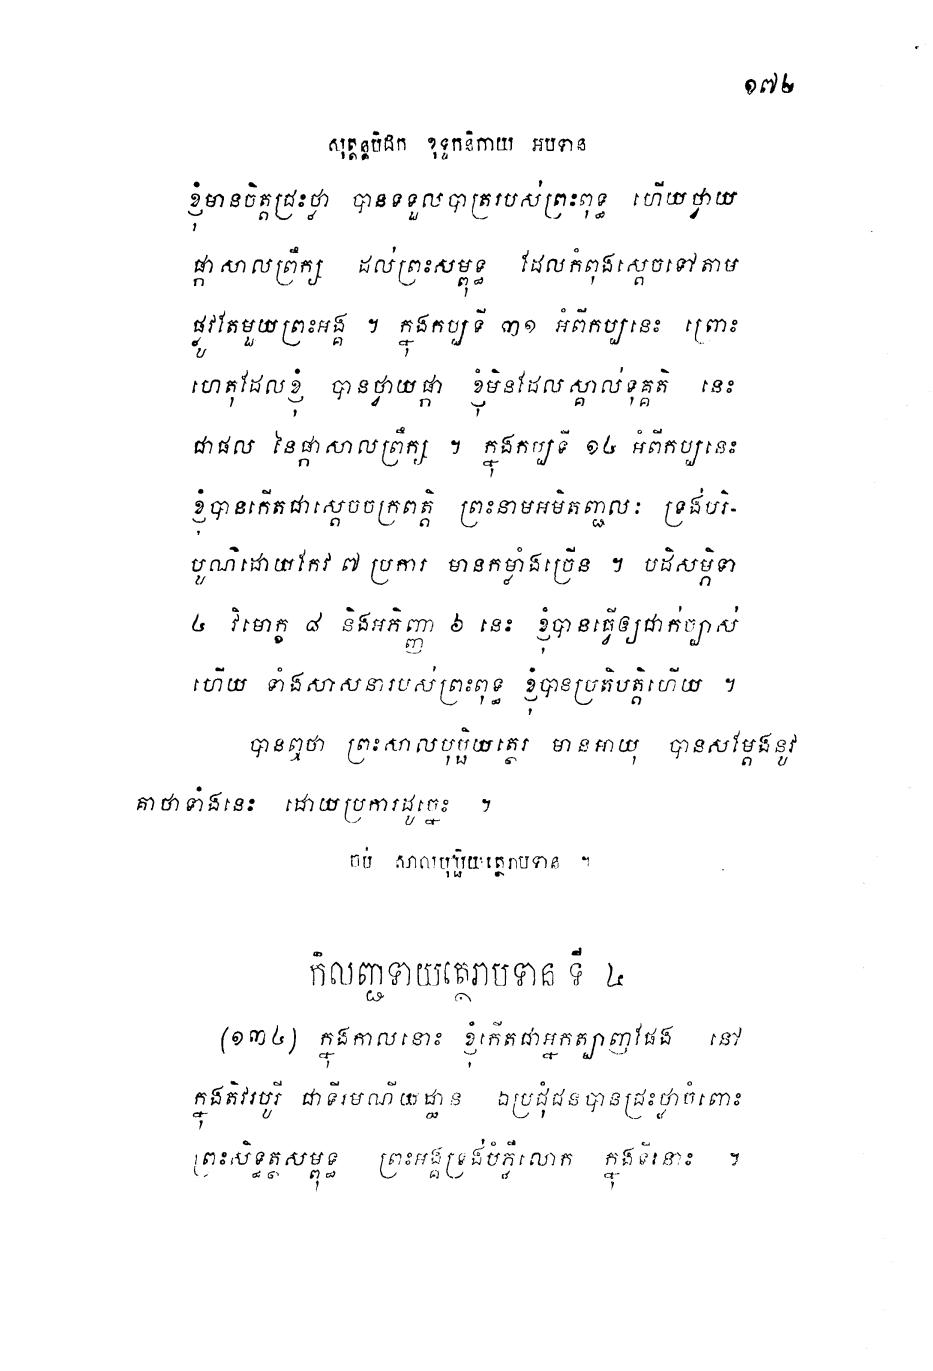 ១៧៤
សុត្តន្តបិដក ខុទ្ទកនិកាយ អបទាន
ខ្ញុំមានចិត្តជ្រះថ្លា បានទទួលបាត្ររបស់ព្រះពុទ្ធ ហើយថ្វាយ
ផ្កាសាលព្រឹក្ស ដល់ព្រះសម្ពុទ្ធ ដែលកំពុងស្តេចទៅតាម
ផ្លូវតែមួយព្រះអង្គ ។ ក្នុងកប្បទី ៣១ អំពីកប្បនេះ ព្រោះ
ហេតុដែលខ្ញុំ បានថ្វាយផ្កា ខ្ញុំមិនដែលស្គាល់ទុគ្គតិ នេះ
ជាផល នៃផ្កាសាលព្រឹក្ស ។ ក្នុងកប្បទី ១៤ អំពីកប្បនេះ
ខ្ញុំបានកើតជាស្តេចចក្រពត្តិ ព្រះនាមអមិតញ្ជលៈ ទ្រង់បរិ-
បូណ៌ដោយកែវ ៧ ប្រការ មានកម្លាំងច្រើន ។ បដិសម្ភិទា
៤ វិមោក្ខ ៨ និងអភិញ្ញា ៦ នេះ ខ្ញុំបានធ្វើឲ្យជាក់ច្បាស់
ហើយ ទាំងសាសនារបស់ព្រះពុទ្ធ ខ្ញុំបានប្រតិបត្តិហើយ ។
បានឮថា ព្រះសាលបុប្ផិយត្ថេរ មានអាយុ បានសម្តែងនូវ
គាថាទាំងនេះ ដោយប្រការដូច្នេះ ។
ចប់ សាលបុប្ផិយត្ថេរាបទាន ។
កិលញ្ជទាយត្ថេរាបទាន ទី ៤
(១៣៤) ក្នុងកាលនោះ ខ្ញុំកើតជាអ្នកត្បាញផែង នៅ
ក្នុងតិវរបូរី ជាទីរមណីយដ្ឋាន ឯប្រជុំជនបានជ្រះថ្លាចំពោះ
ព្រះសិទ្ធត្ថសម្ពុទ្ធ ព្រះអង្គទ្រង់បំភ្លឺលោក ក្នុងទីនោះ ។